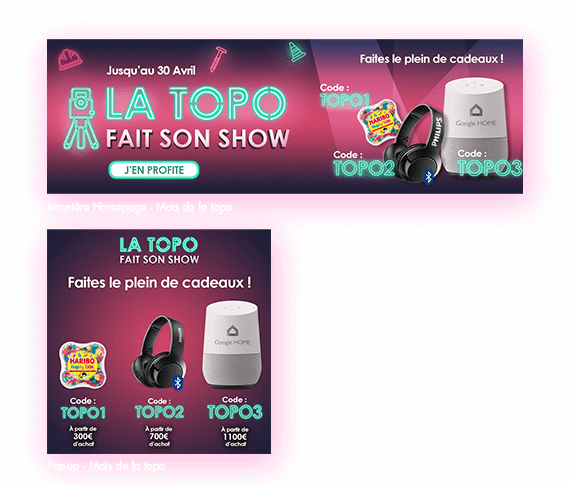 Jusqu'au 30 Avril
LA TOPO
FAIT SON SHOW
J'EN PROFITE
Faites le plein de cadeaux !
Code :
TOPO1
HARIBO
PHILIPS
Google HOME
Code :
TOPO2
Code :
TOPO3
Bannière Homepage - Mois de la topo
LA TOPO
FAIT SON SHOW
Faites le plein de cadeaux !
HARIBO
Google HOME
Code :
TOPO1
À partir de
300€
d'achat
Code :
TOPO2
À partir de
700€
d'achat
Code :
TOPO3
À partir de
1100€
d'achat
Pop-up - Mois de la topo